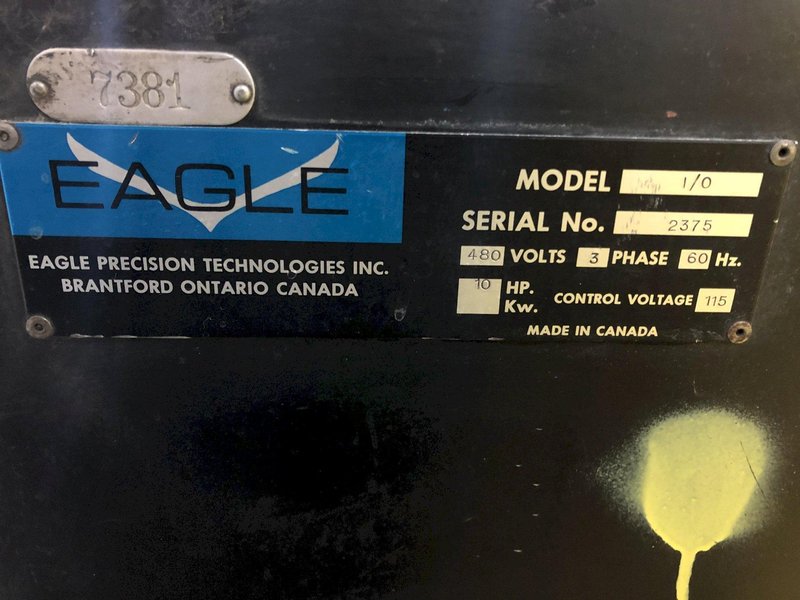 7381
EAGLE
EAGLE PRECISION TECHNOLOGIES INC.
BRANTFORD ONTARIO CANADA
MODEL 1/0
SERIAL No. 2375
480 VOLTS 3 PHASE 60 Hz.
10 HP.
Kw. CONTROL VOLTAGE 115
MADE IN CANADA